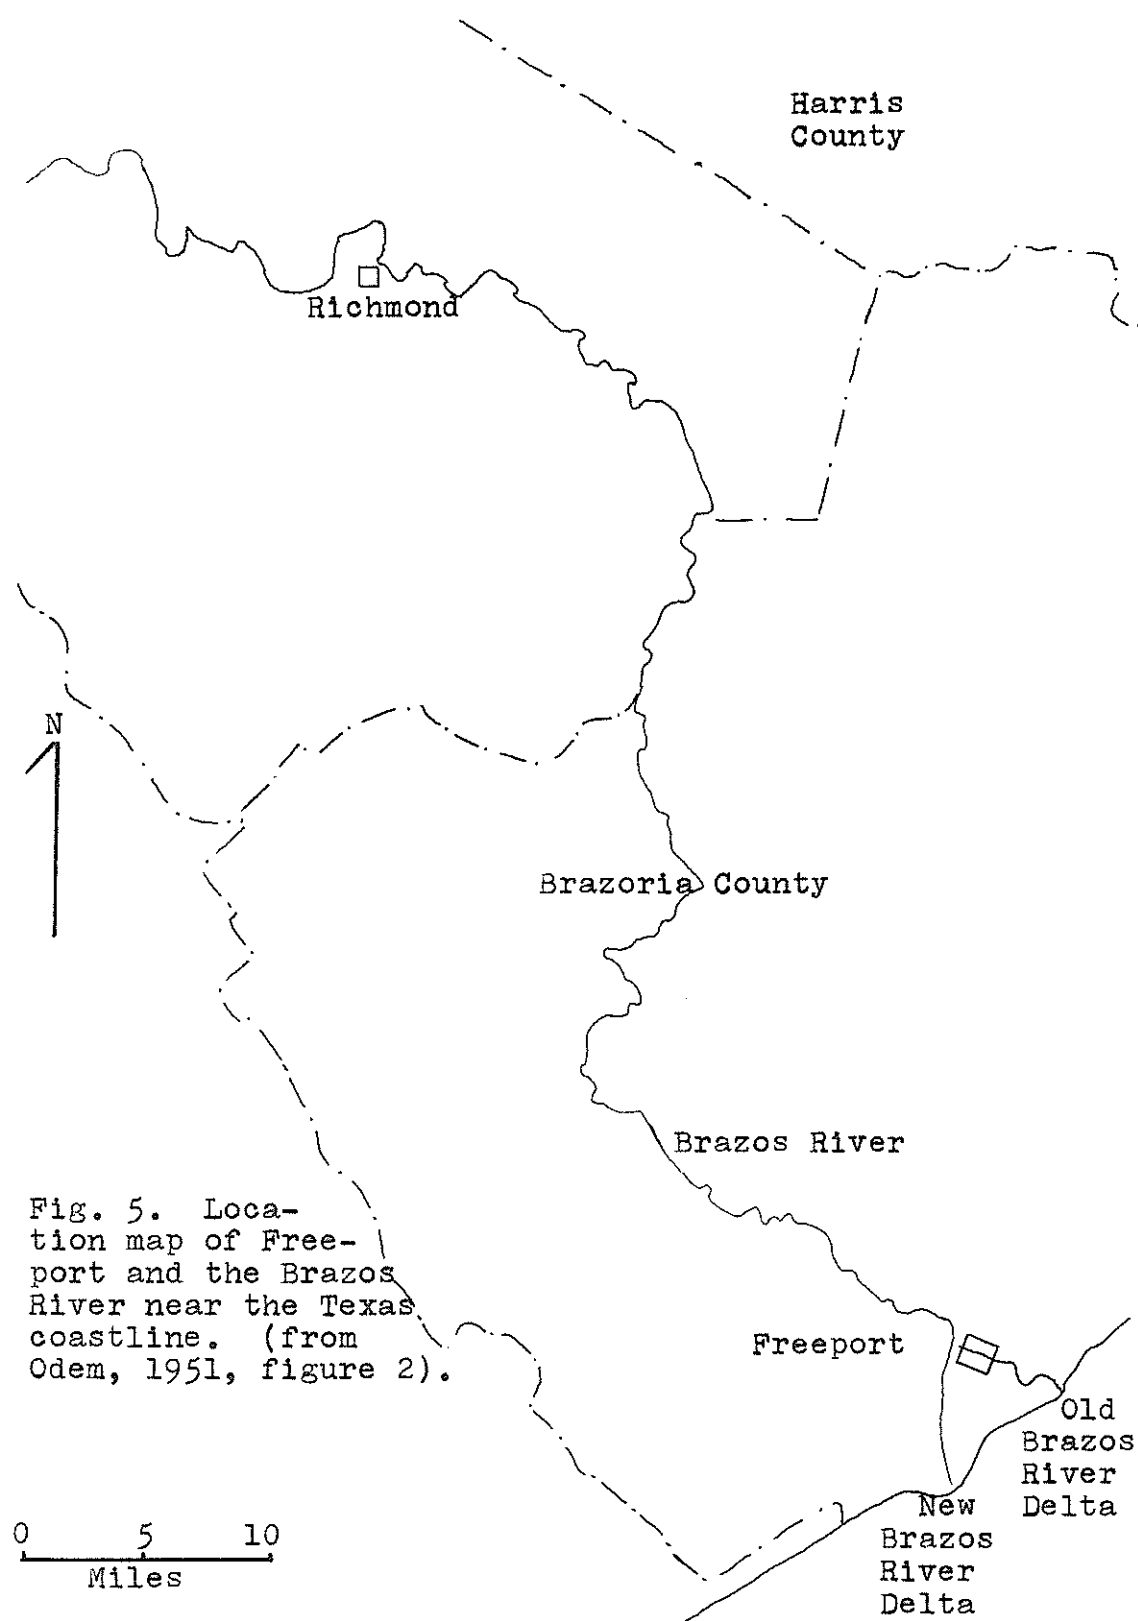 Harris
County
Richmond
N
Brazoria County
Brazos River
Fig. 5. Loca-
tion map of Free-
port and the Brazos
River near the Texas
coastline. (from
Odem, 1951, figure 2).
Freeport
Old
Brazos
River
Delta
New
Brazos
River
Delta
0 5 10
Miles